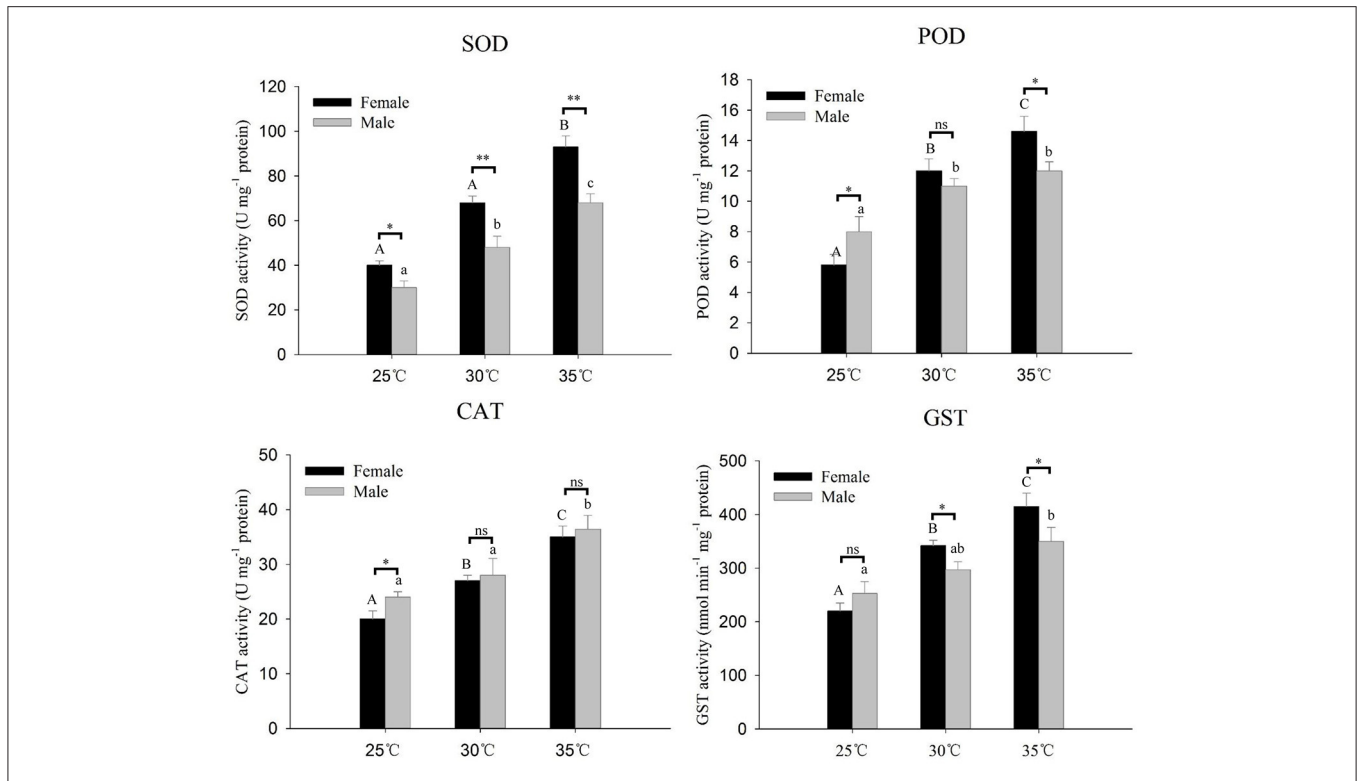 SOD
SOD activity (U mg⁻¹ protein)
120
100
80
60
40
20
0
Female
Male
A
*
a
A
**
b
B
**
c
25℃
30℃
35℃
POD
POD activity (U mg⁻¹ protein)
18
16
14
12
10
8
6
4
2
0
Female
Male
A
*
a
B
ns
b
C
*
b
25℃
30℃
35℃
CAT
CAT activity (U mg⁻¹ protein)
50
40
30
20
10
0
Female
Male
A
*
a
B
ns
a
C
ns
b
25℃
30℃
35℃
GST
GST activity (nmol min⁻¹ mg⁻¹ protein)
500
400
300
200
100
0
Female
Male
A
ns
a
B
*
ab
C
*
b
25℃
30℃
35℃